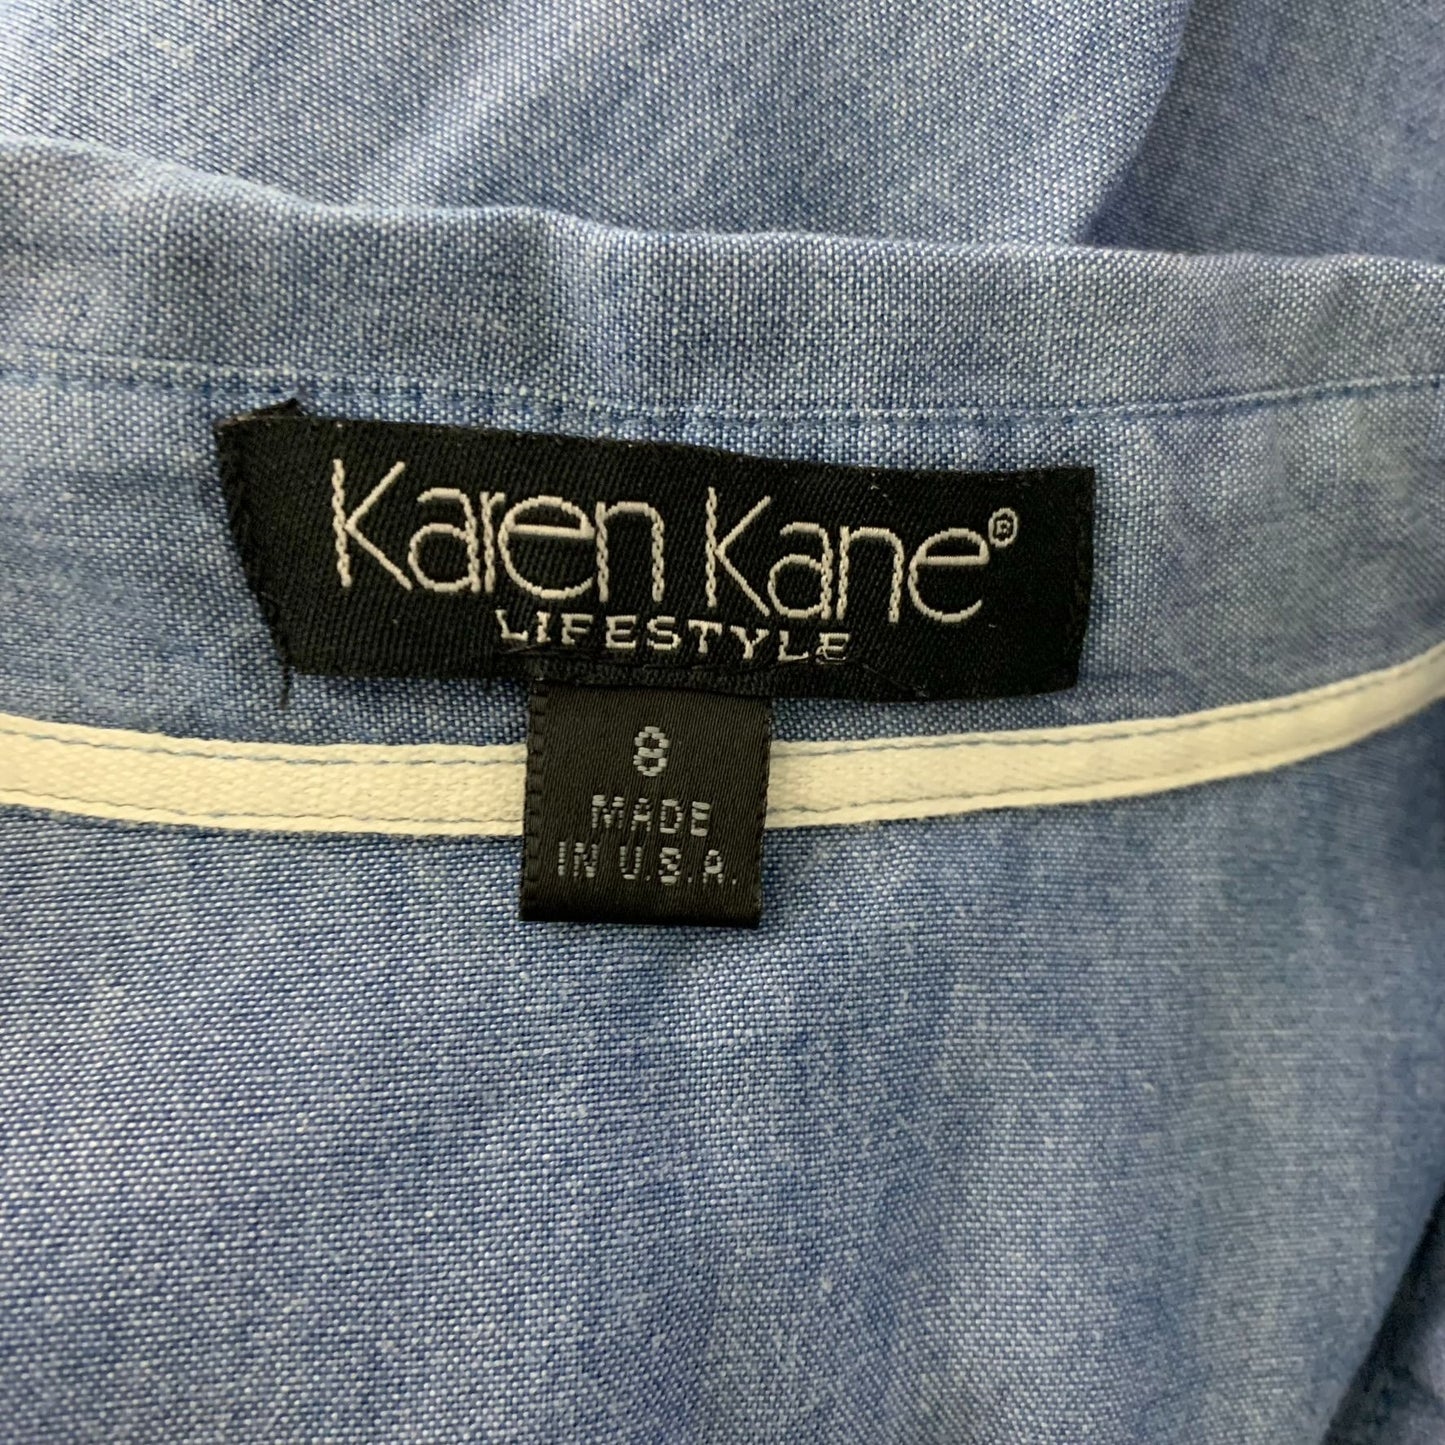 Karen Kane®
LIFESTYLE
8
MADE
IN U.S.A.